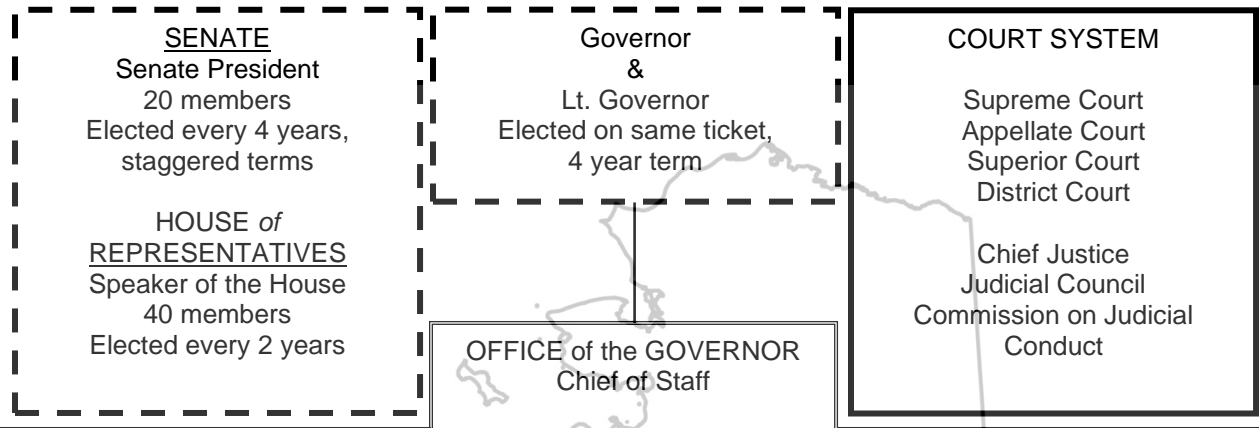 SENATE
Senate President
20 members
Elected every 4 years,
staggered terms
HOUSE of
REPRESENTATIVES
Speaker of the House
40 members
Elected every 2 years
Governor
&
Lt. Governor
Elected on same ticket,
4 year term
OFFICE of the GOVERNOR
Chief of Staff
COURT SYSTEM
Supreme Court
Appellate Court
Superior Court
District Court
Chief Justice
Judicial Council
Commission on Judicial
Conduct